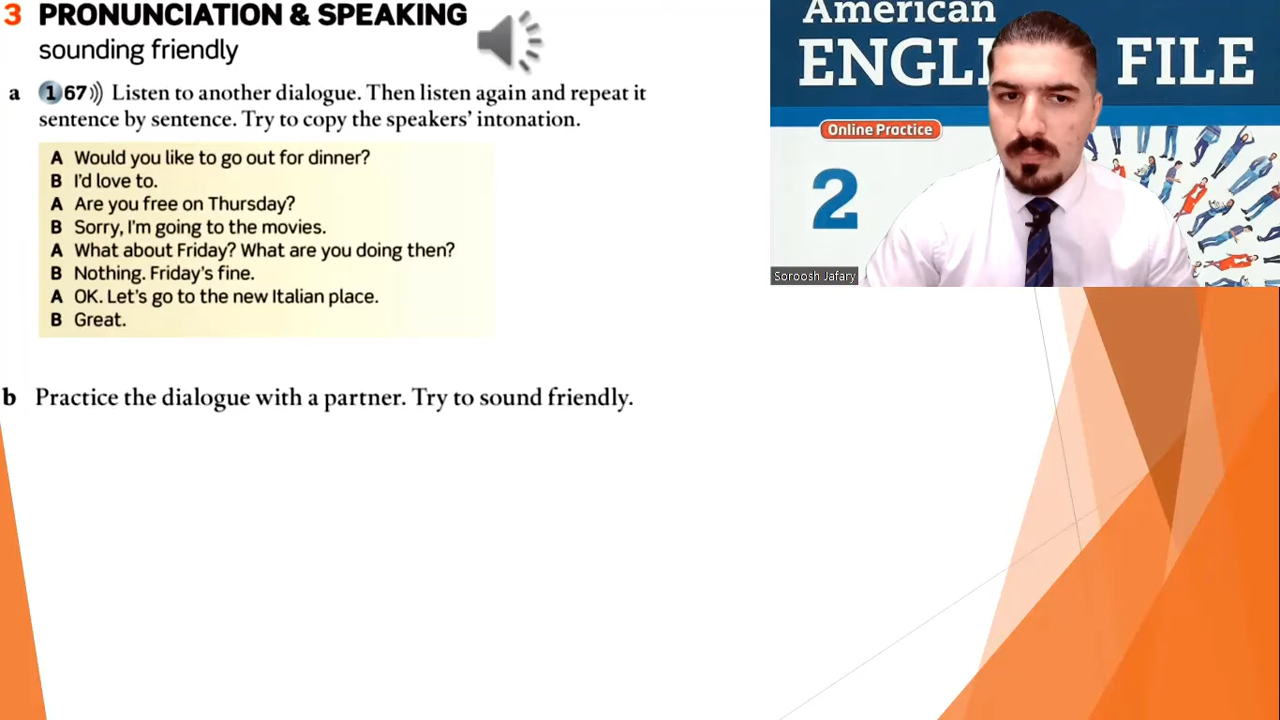 3 PRONUNCIATION & SPEAKING
sounding friendly
a 1 67 Listen to another dialogue. Then listen again and repeat it
sentence by sentence. Try to copy the speakers' intonation.
A Would you like to go out for dinner?
B I'd love to.
A Are you free on Thursday?
B Sorry, I'm going to the movies.
A What about Friday? What are you doing then?
B Nothing. Friday's fine.
A OK. Let's go to the new Italian place.
B Great.
b Practice the dialogue with a partner. Try to sound friendly.
American
ENGLI FILE
Online Practice
2
Soroosh Jafary